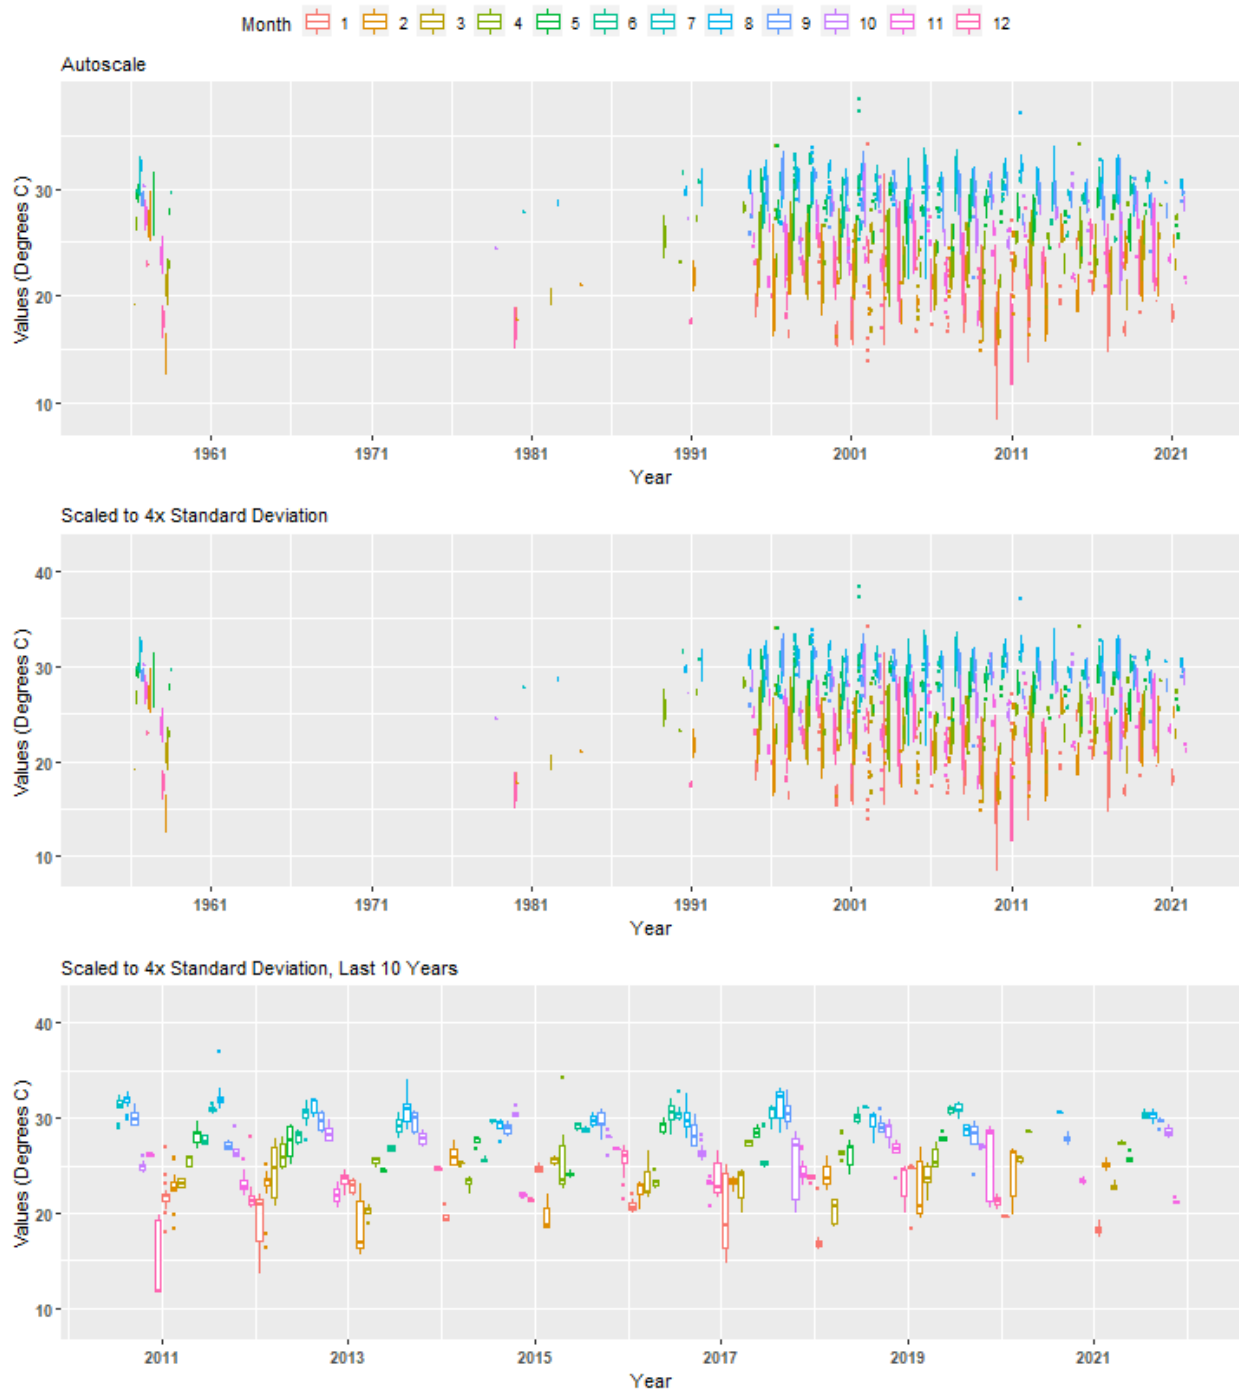 Month 1 2 3 4 5 6 7 8 9 10 11 12
Autoscale
Values (Degrees C)
30
20
10
1961 1971 1981 1991 2001 2011 2021
Year
Scaled to 4x Standard Deviation
Values (Degrees C)
40
30
20
10
1961 1971 1981 1991 2001 2011 2021
Year
Scaled to 4x Standard Deviation, Last 10 Years
Values (Degrees C)
40
30
20
10
2011 2013 2015 2017 2019 2021
Year